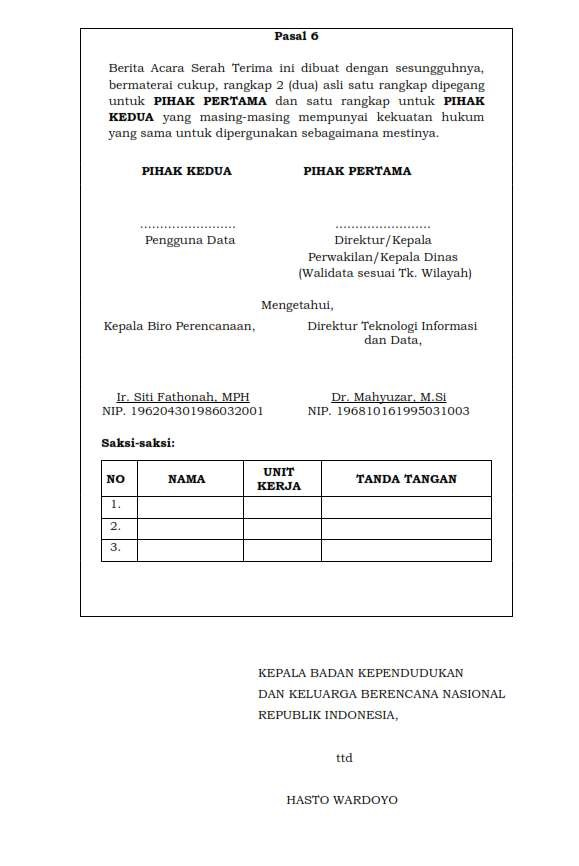 Pasal 6
Berita Acara Serah Terima ini dibuat dengan sesungguhnya,
bermaterai cukup, rangkap 2 (dua) asli satu rangkap dipegang
untuk PIHAK PERTAMA dan satu rangkap untuk PIHAK
KEDUA yang masing-masing mempunyai kekuatan hukum
yang sama untuk dipergunakan sebagaimana mestinya.
PIHAK KEDUA PIHAK PERTAMA
........................ ........................
Pengguna Data Direktur/Kepala
Perwakilan/Kepala Dinas
(Walidata sesuai Tk. Wilayah)
Mengetahui,
Kepala Biro Perencanaan, Direktur Teknologi Informasi
dan Data,
Ir. Siti Fathonah, MPH Dr. Mahyuzar, M.Si
NIP. 196204301986032001 NIP. 196810161995031003
Saksi-saksi:
NO NAMA UNIT KERJA TANDA TANGAN
1.
2.
3.
KEPALA BADAN KEPENDUDUKAN
DAN KELUARGA BERENCANA NASIONAL
REPUBLIK INDONESIA,
ttd
HASTO WARDOYO